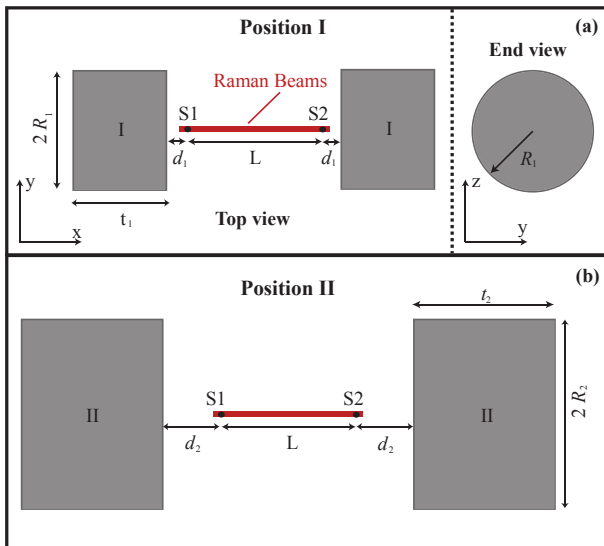 Position I
(a)
End view
Raman Beams
S1
S2
I
I
2 R₁
d₁
L
d₁
R₁
y
x
t₁
Top view
z
y
Position II
(b)
t₂
S1
S2
II
II
2 R₂
d₂
L
d₂